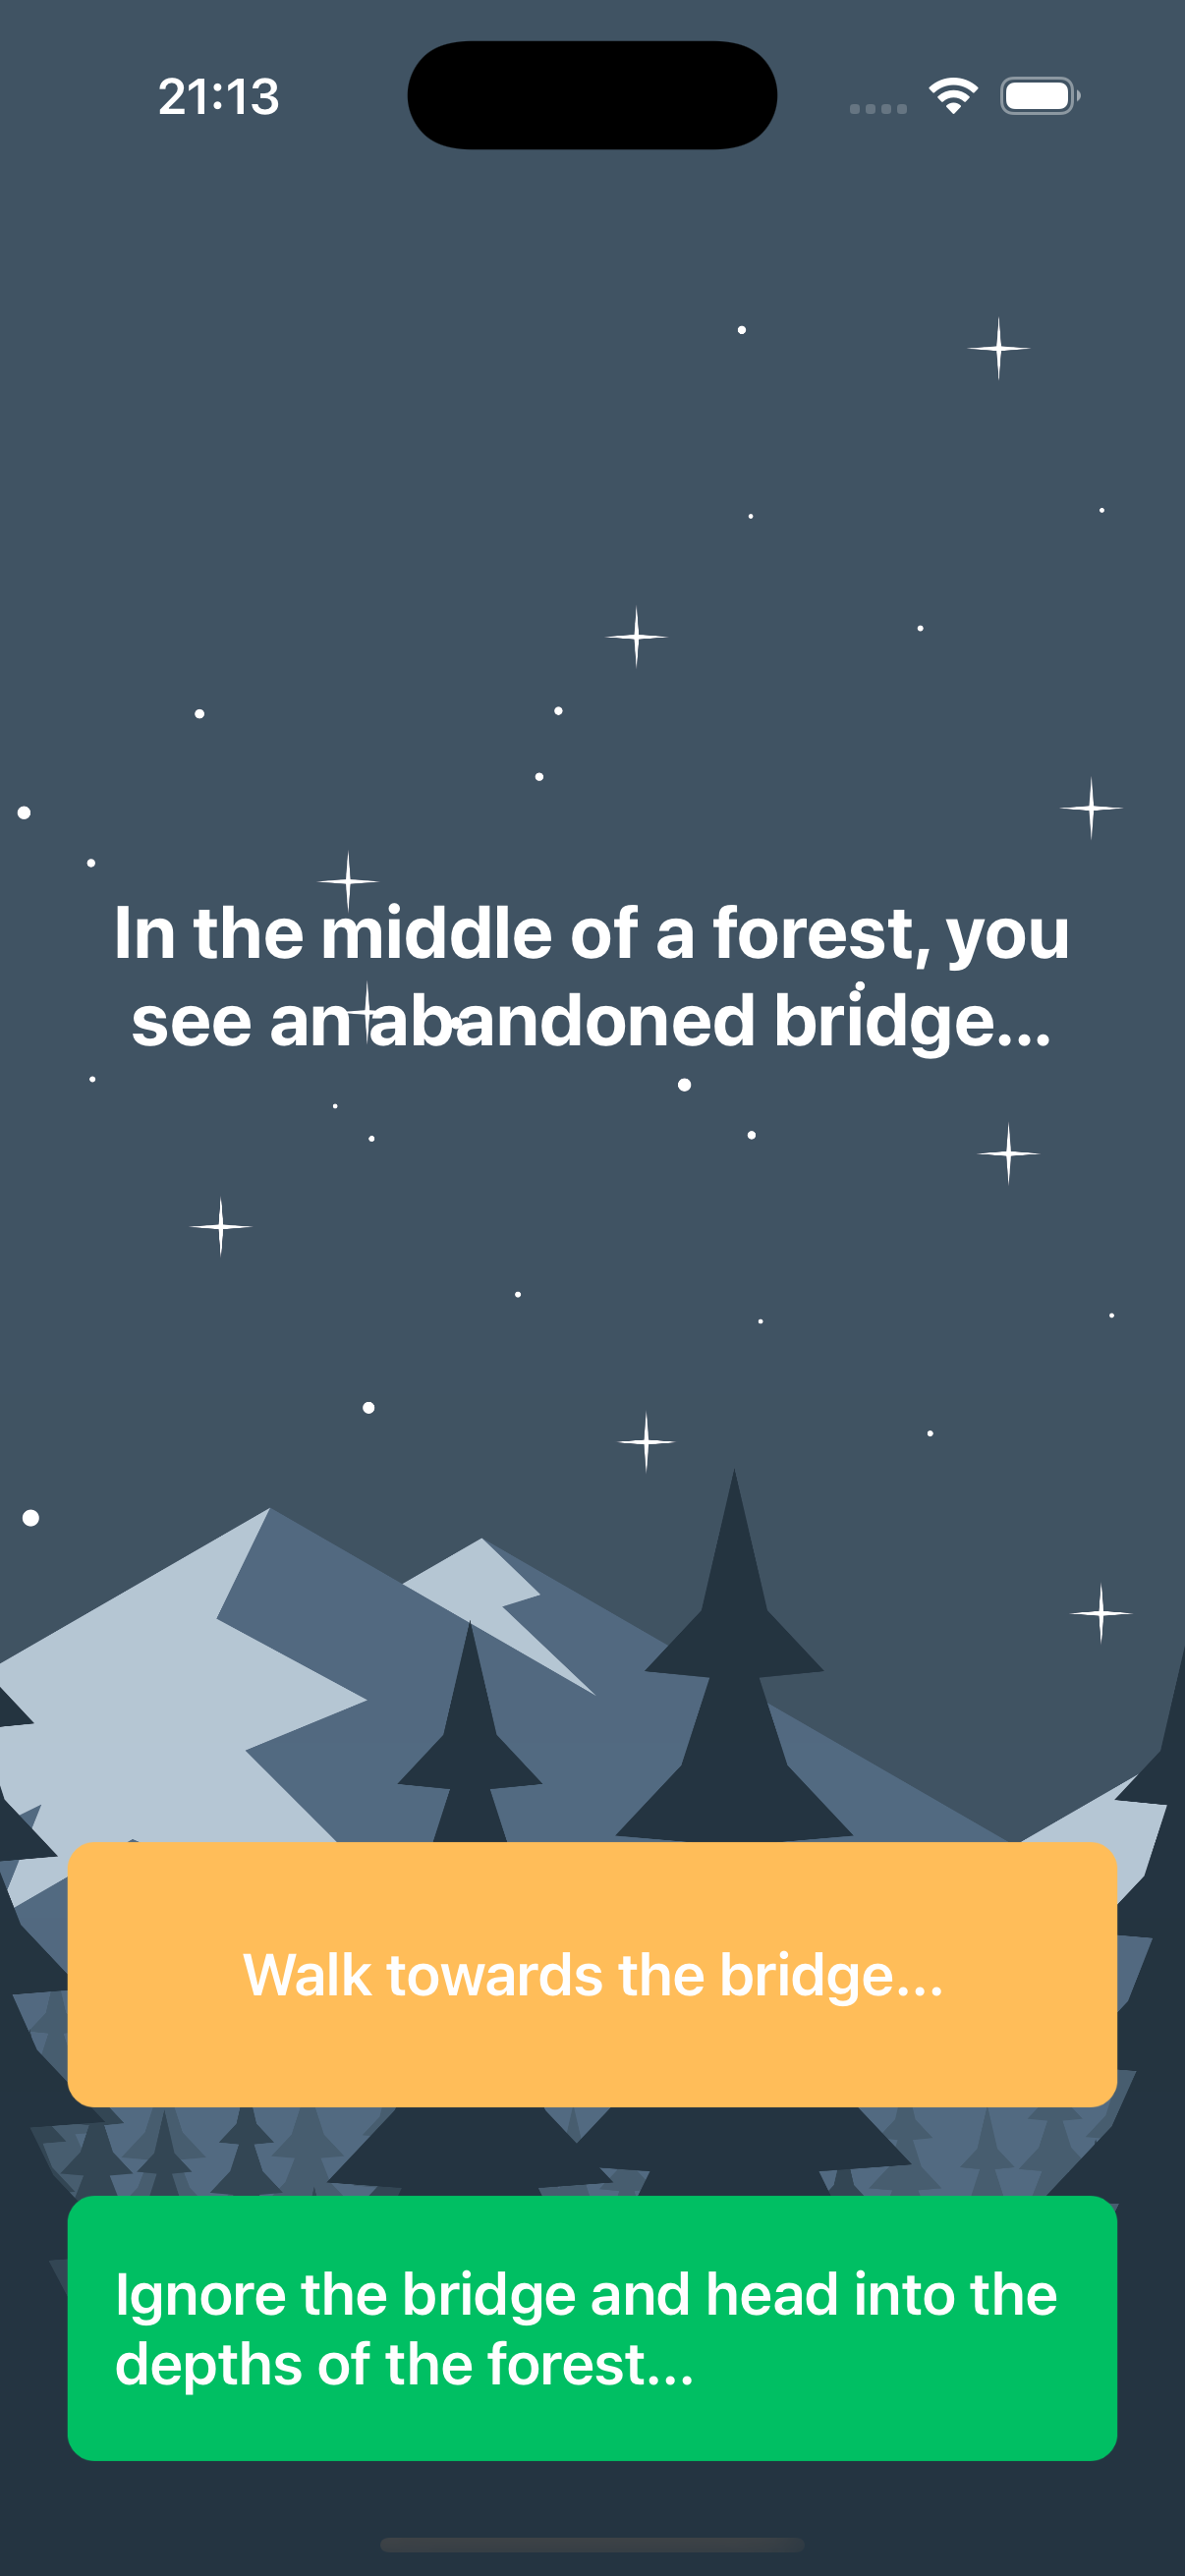 21:13
In the middle of a forest, you
see an abandoned bridge...
Walk towards the bridge...
Ignore the bridge and head into the
depths of the forest...